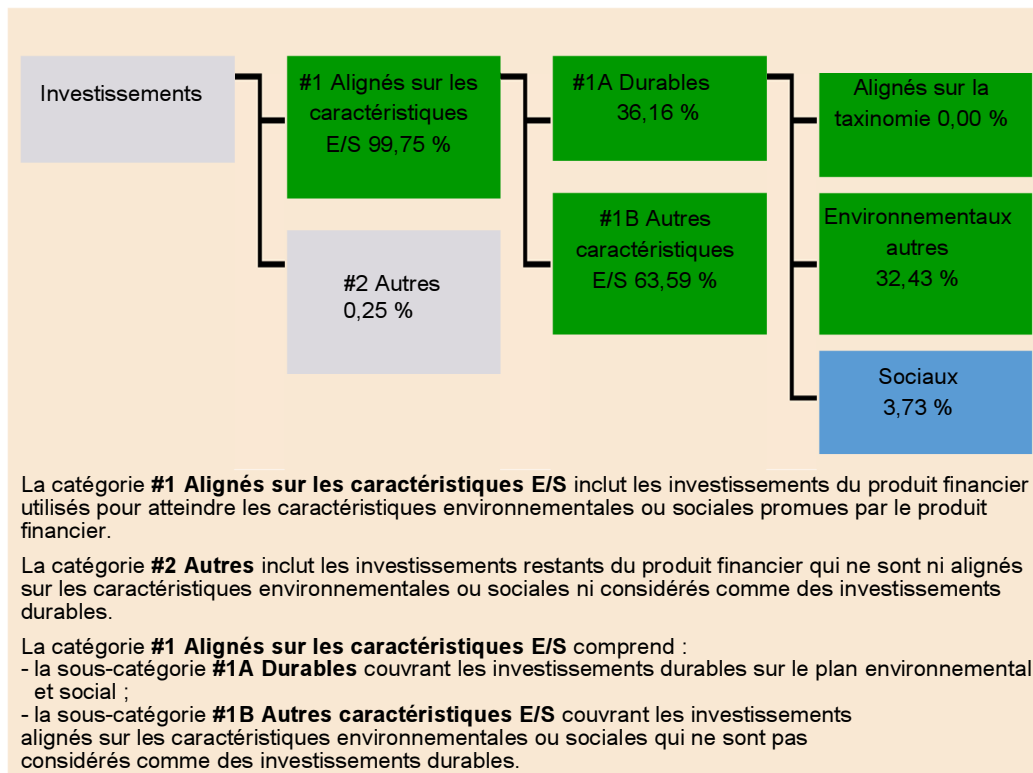 Investissements
#1 Alignés sur les
caractéristiques
E/S 99,75 %
#2 Autres
0,25 %
#1A Durables
36,16 %
#1B Autres
caractéristiques
E/S 63,59 %
Alignés sur la
taxinomie 0,00 %
Environnementaux
autres
32,43 %
Sociaux
3,73 %
La catégorie #1 Alignés sur les caractéristiques E/S inclut les investissements du produit financier
utilisés pour atteindre les caractéristiques environnementales ou sociales promues par le produit
financier.
La catégorie #2 Autres inclut les investissements restants du produit financier qui ne sont ni alignés
sur les caractéristiques environnementales ou sociales ni considérés comme des investissements
durables.
La catégorie #1 Alignés sur les caractéristiques E/S comprend :
- la sous-catégorie #1A Durables couvrant les investissements durables sur le plan environnemental
et social ;
- la sous-catégorie #1B Autres caractéristiques E/S couvrant les investissements
alignés sur les caractéristiques environnementales ou sociales qui ne sont pas
considérés comme des investissements durables.